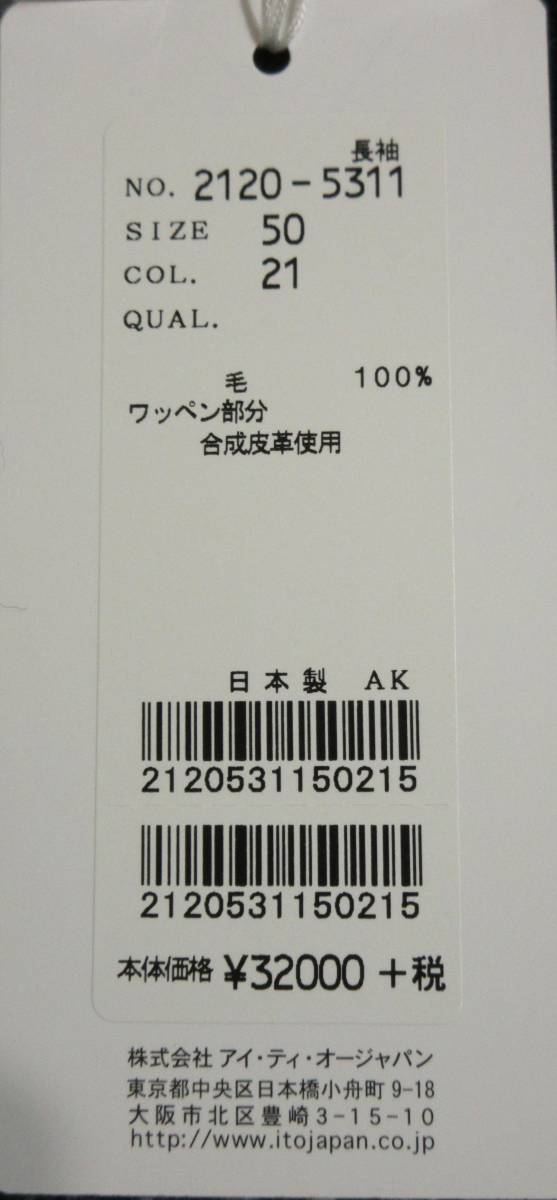 長袖
NO. 2120-5311
SIZE 50
COL. 21
QUAL.
毛 100%
ワッペン部分
合成皮革使用
日本製 AK
2120531150215
2120531150215
本体価格 ¥32000 +税
株式会社 アイ・ティ・オージャパン
東京都中央区日本橋小舟町 9-18
大阪市北区豊崎3-15-10
http://www.itojapan.co.jp